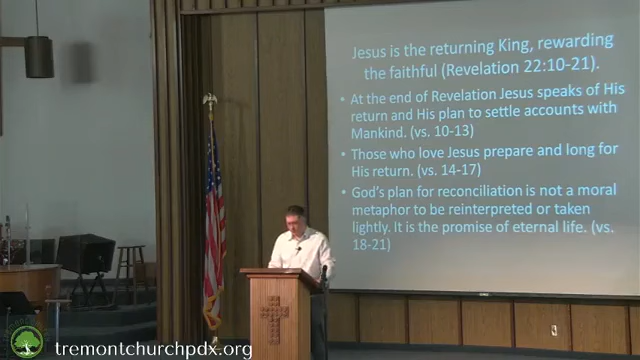 Jesus is the returning King, rewarding
the faithful (Revelation 22:10-21).
• At the end of Revelation Jesus speaks of His
return and His plan to settle accounts with
Mankind. (vs. 10-13)
• Those who love Jesus prepare and long for
His return. (vs. 14-17)
• God's plan for reconciliation is not a moral
metaphor to be reinterpreted or taken
lightly. It is the promise of eternal life. (vs.
18-21)
tremontchurchpdx.org